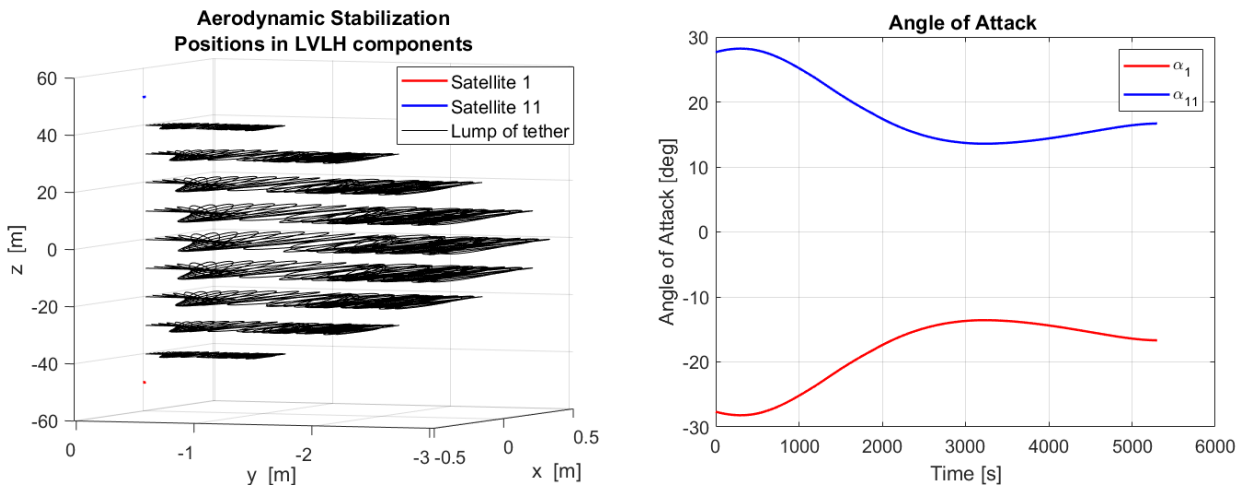 Aerodynamic Stabilization
Positions in LVLH components
60
40
20
0
-20
-40
-60
z [m]
0
-1
-2
-3
y [m]
-0.5
0
0.5
x [m]
Satellite 1
Satellite 11
Lump of tether
Angle of Attack
30
20
10
0
-10
-20
-30
Angle of Attack [deg]
0
1000
2000
3000
4000
5000
6000
Time [s]
α₁
α₁₁